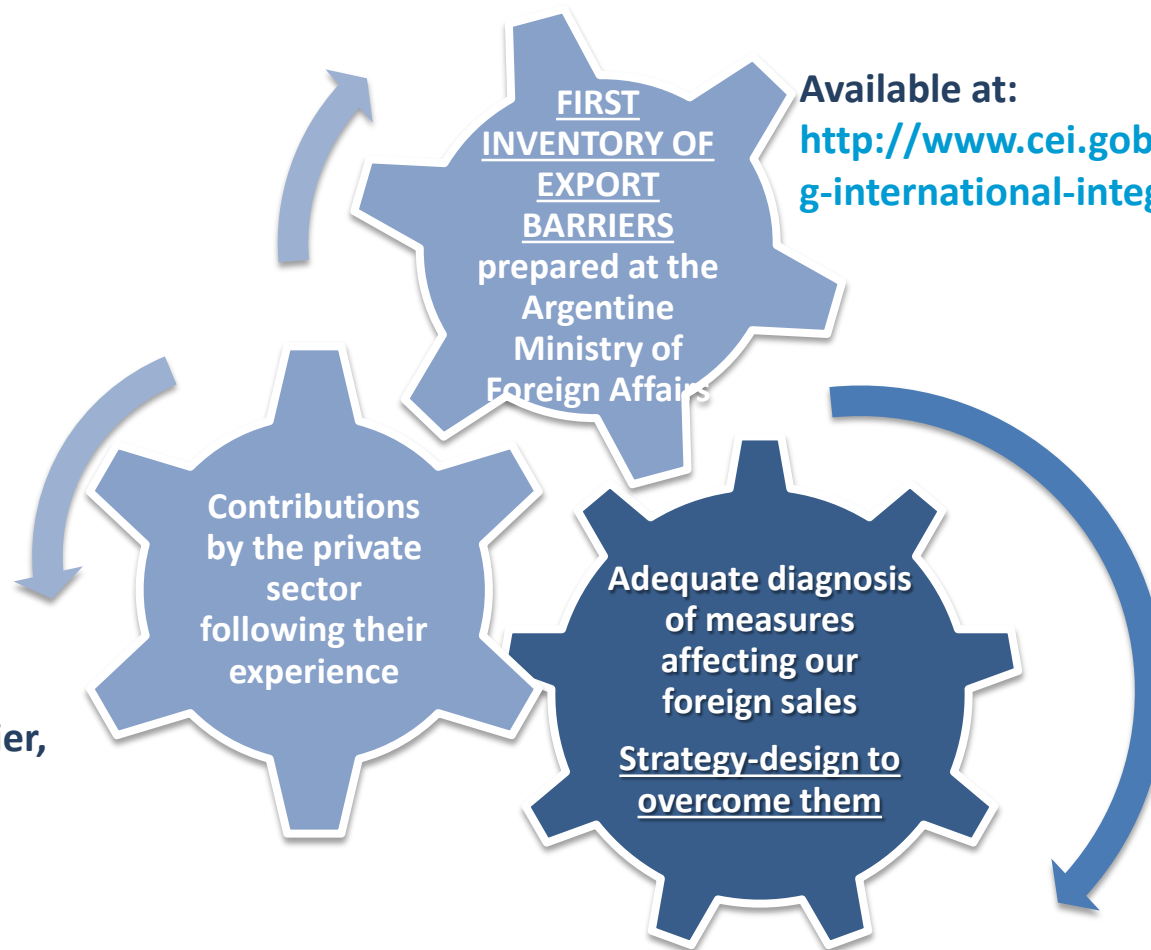 FIRST
INVENTORY OF
EXPORT
BARRIERS
prepared at the
Argentine
Ministry of
Foreign Affairs
Available at:
http://www.cei.gob
g-international-integ
Contributions
by the private
sector
following their
experience
ier,
Adequate diagnosis
of measures
affecting our
foreign sales
Strategy-design to
overcome them